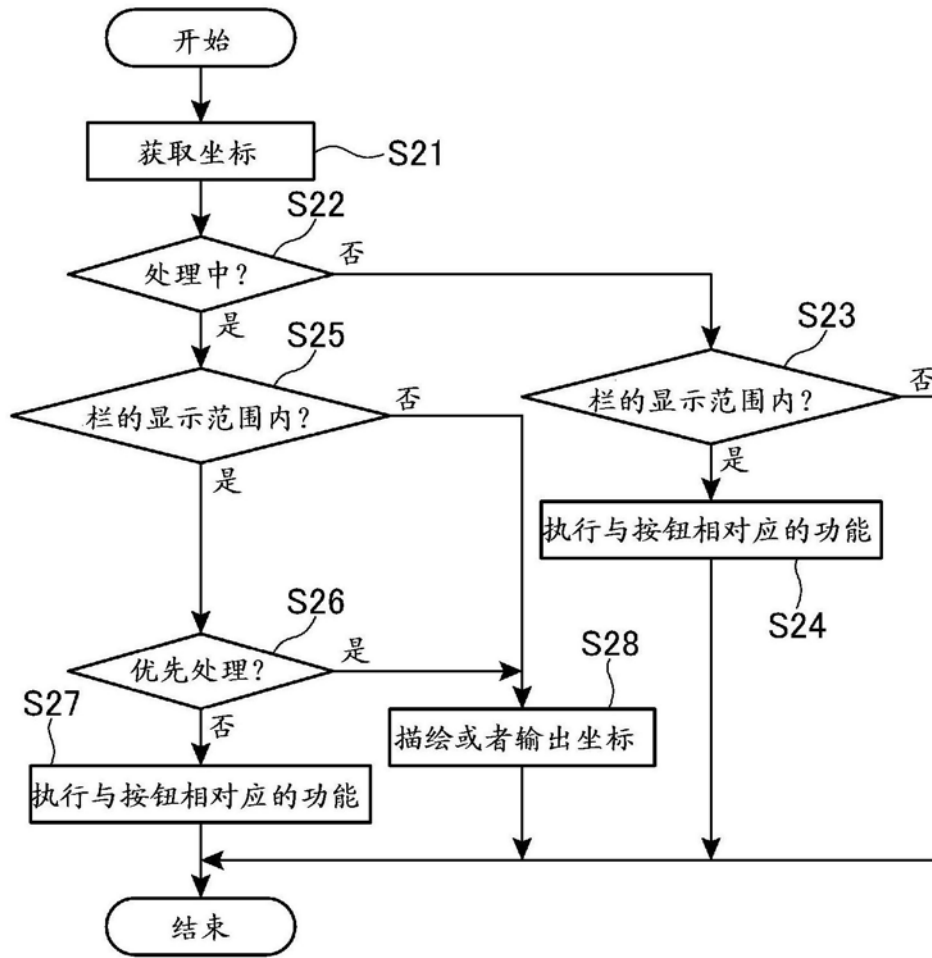 开始
获取坐标
S21
S22
处理中?
否
是
S23
S25
栏的显示范围内?
否
是
栏的显示范围内?
否
是
执行与按钮相对应的功能
S24
S26
优先处理?
是
否
S28
描绘或者输出坐标
S27
执行与按钮相对应的功能
结束